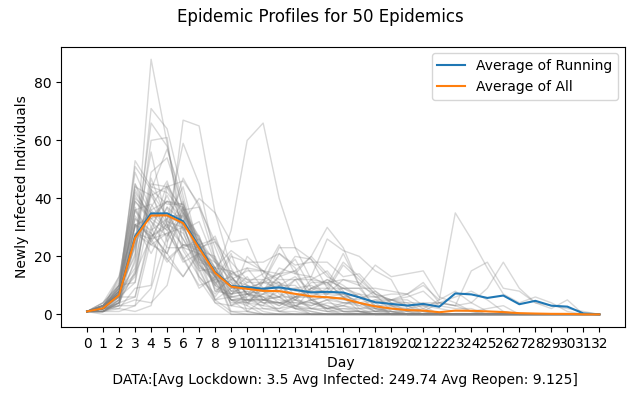 Epidemic Profiles for 50 Epidemics
Average of Running
Average of All
Newly Infected Individuals
80
60
40
20
0
0 1 2 3 4 5 6 7 8 9 10 11 12 13 14 15 16 17 18 19 20 21 22 23 24 25 26 27 28 29 30 31 32
Day
DATA:[Avg Lockdown: 3.5 Avg Infected: 249.74 Avg Reopen: 9.125]